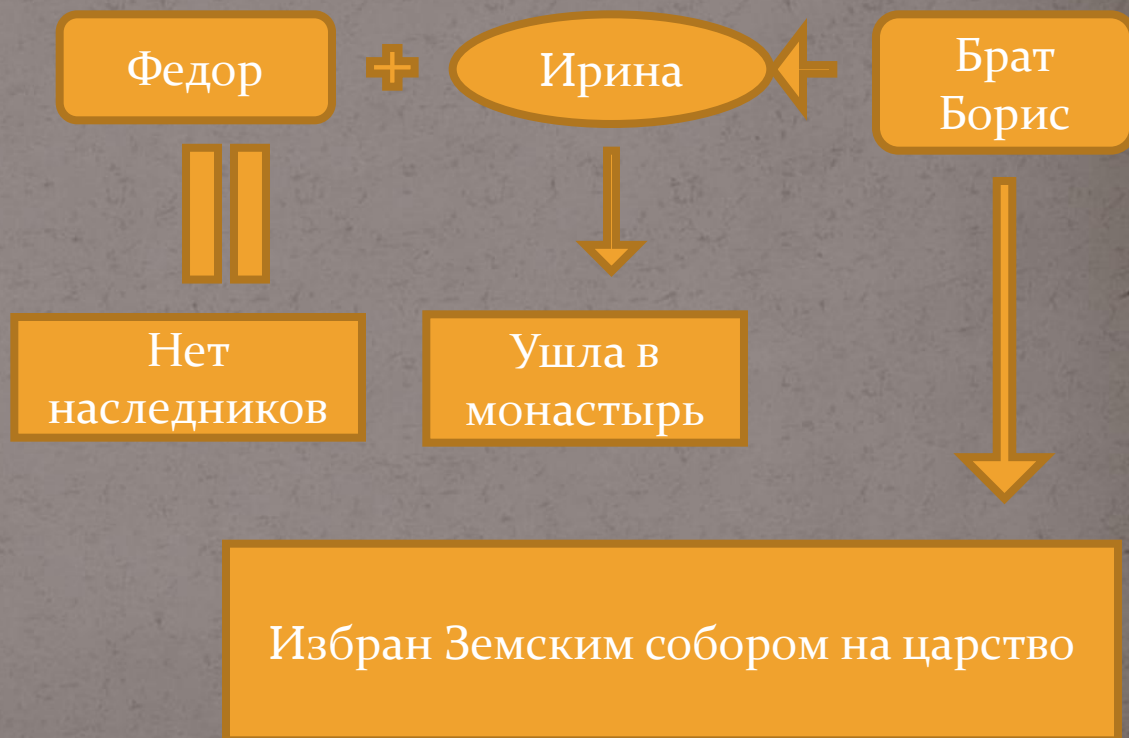 Федор
Ирина
Брат
Борис
Нет
наследников
Ушла в
монастырь
Избран Земским собором на царство